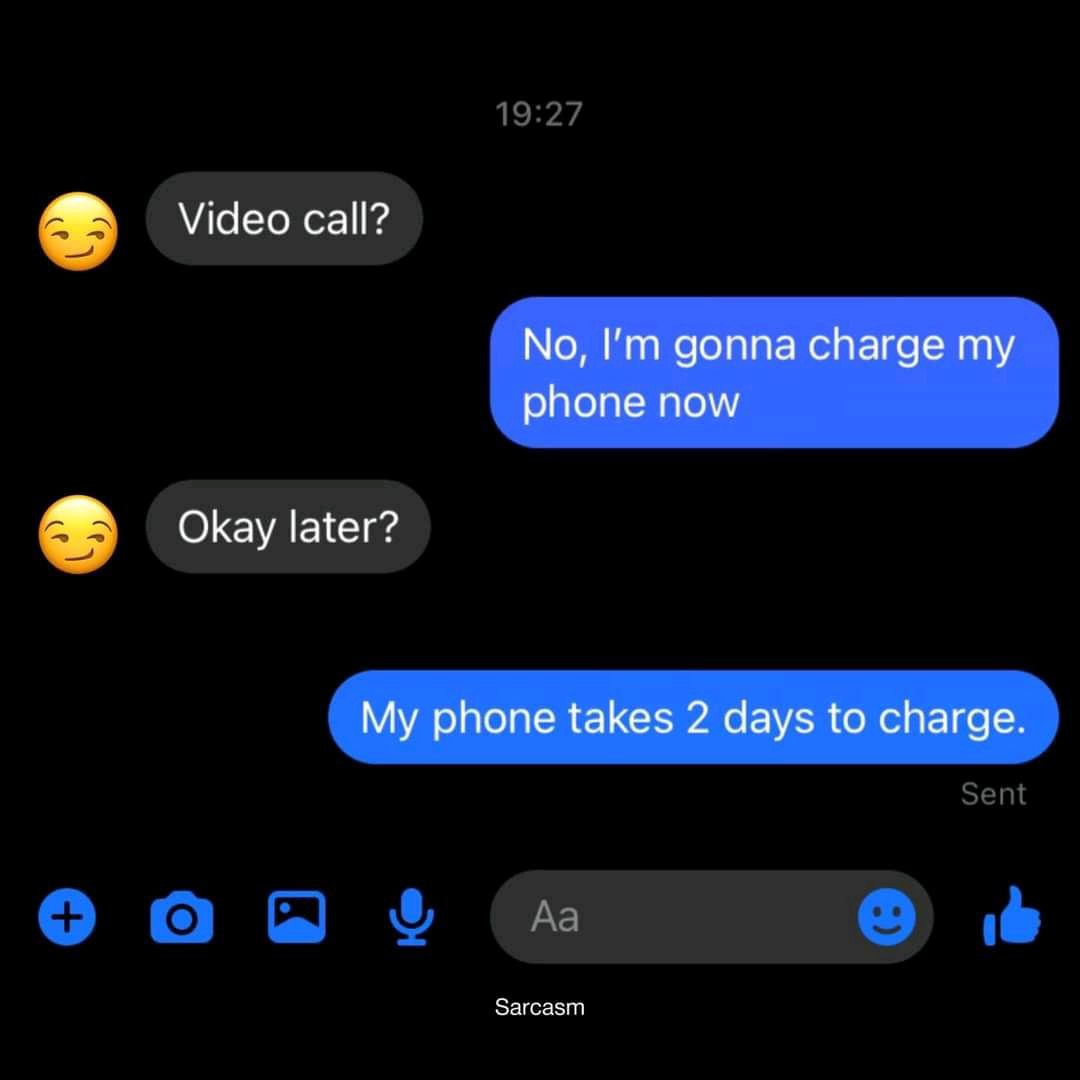 19:27
Video call?
No, I’m gonna charge my
phone now
Okay later?
My phone takes 2 days to charge.
Sent
Aa
Sarcasm